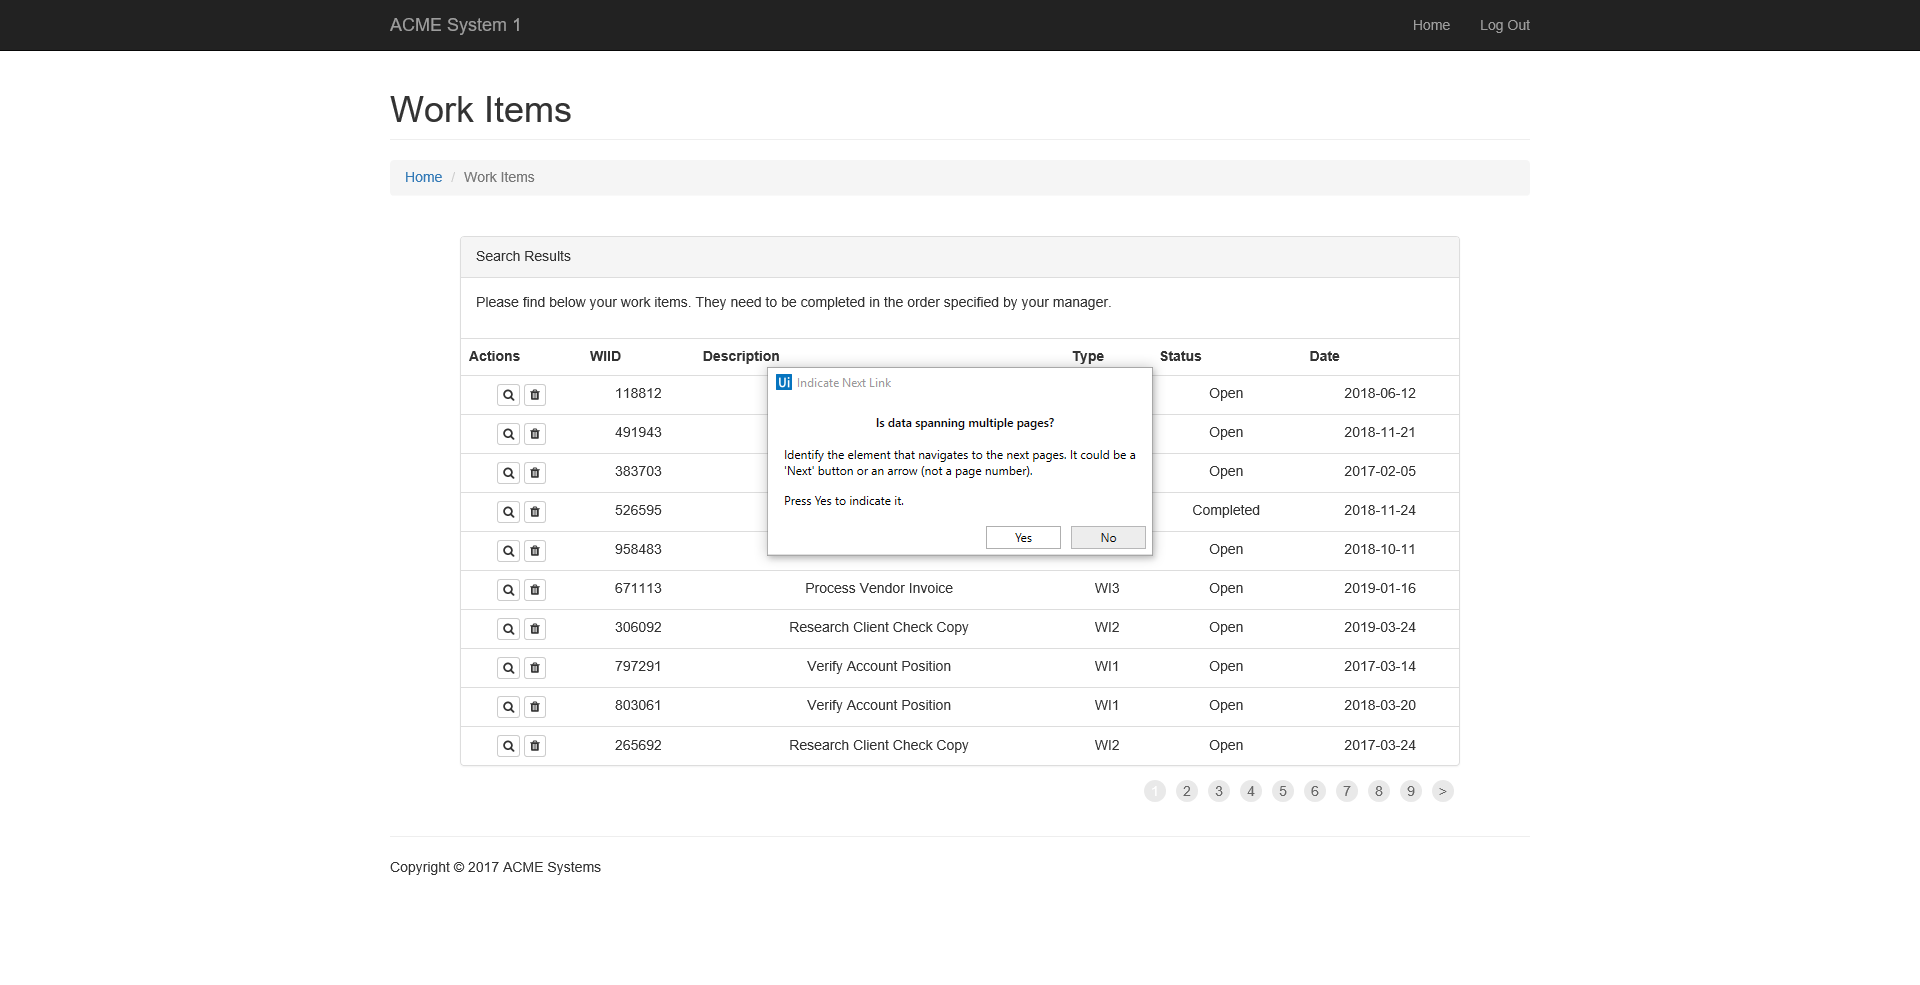 ACME System 1 Home Log Out
Work Items
Home / Work Items
Search Results
Please find below your work items. They need to be completed in the order specified by your manager.
Actions WIID Description Type Status Date
118812 Open 2018-06-12
491943 Open 2018-11-21
383703 Open 2017-02-05
526595 Completed 2018-11-24
958483 Open 2018-10-11
Ui Indicate Next Link
Is data spanning multiple pages?
Identify the element that navigates to the next pages. It could be a
'Next' button or an arrow (not a page number).
Press Yes to indicate it.
Yes No
671113 Process Vendor Invoice WI3 Open 2019-01-16
306092 Research Client Check Copy WI2 Open 2019-03-24
797291 Verify Account Position WI1 Open 2017-03-14
803061 Verify Account Position WI1 Open 2018-03-20
265692 Research Client Check Copy WI2 Open 2017-03-24
1 2 3 4 5 6 7 8 9 >
Copyright © 2017 ACME Systems